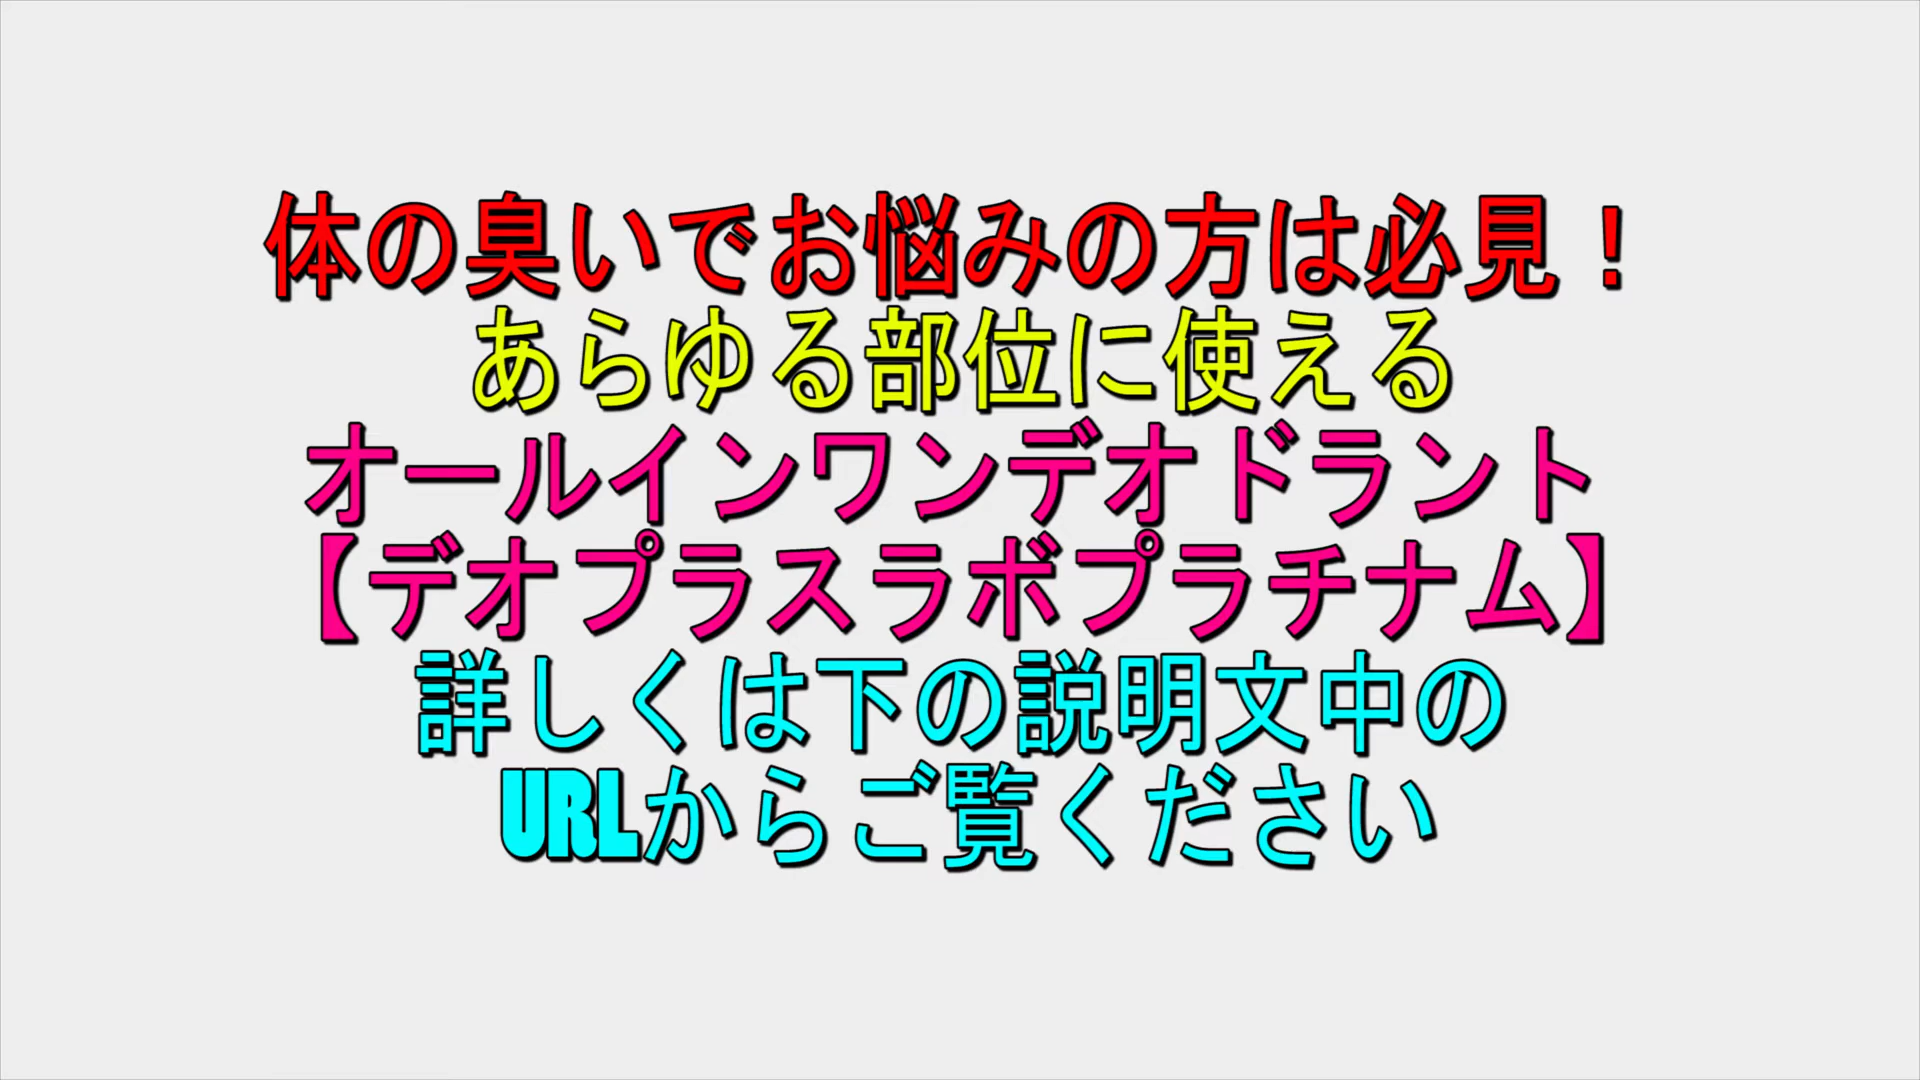 体の臭いでお悩みの方は必見！
あらゆる部位に使える
オールインワンデオドラント
【デオプラスラボプラチナム】
詳しくは下の説明文中の
URLからご覧ください